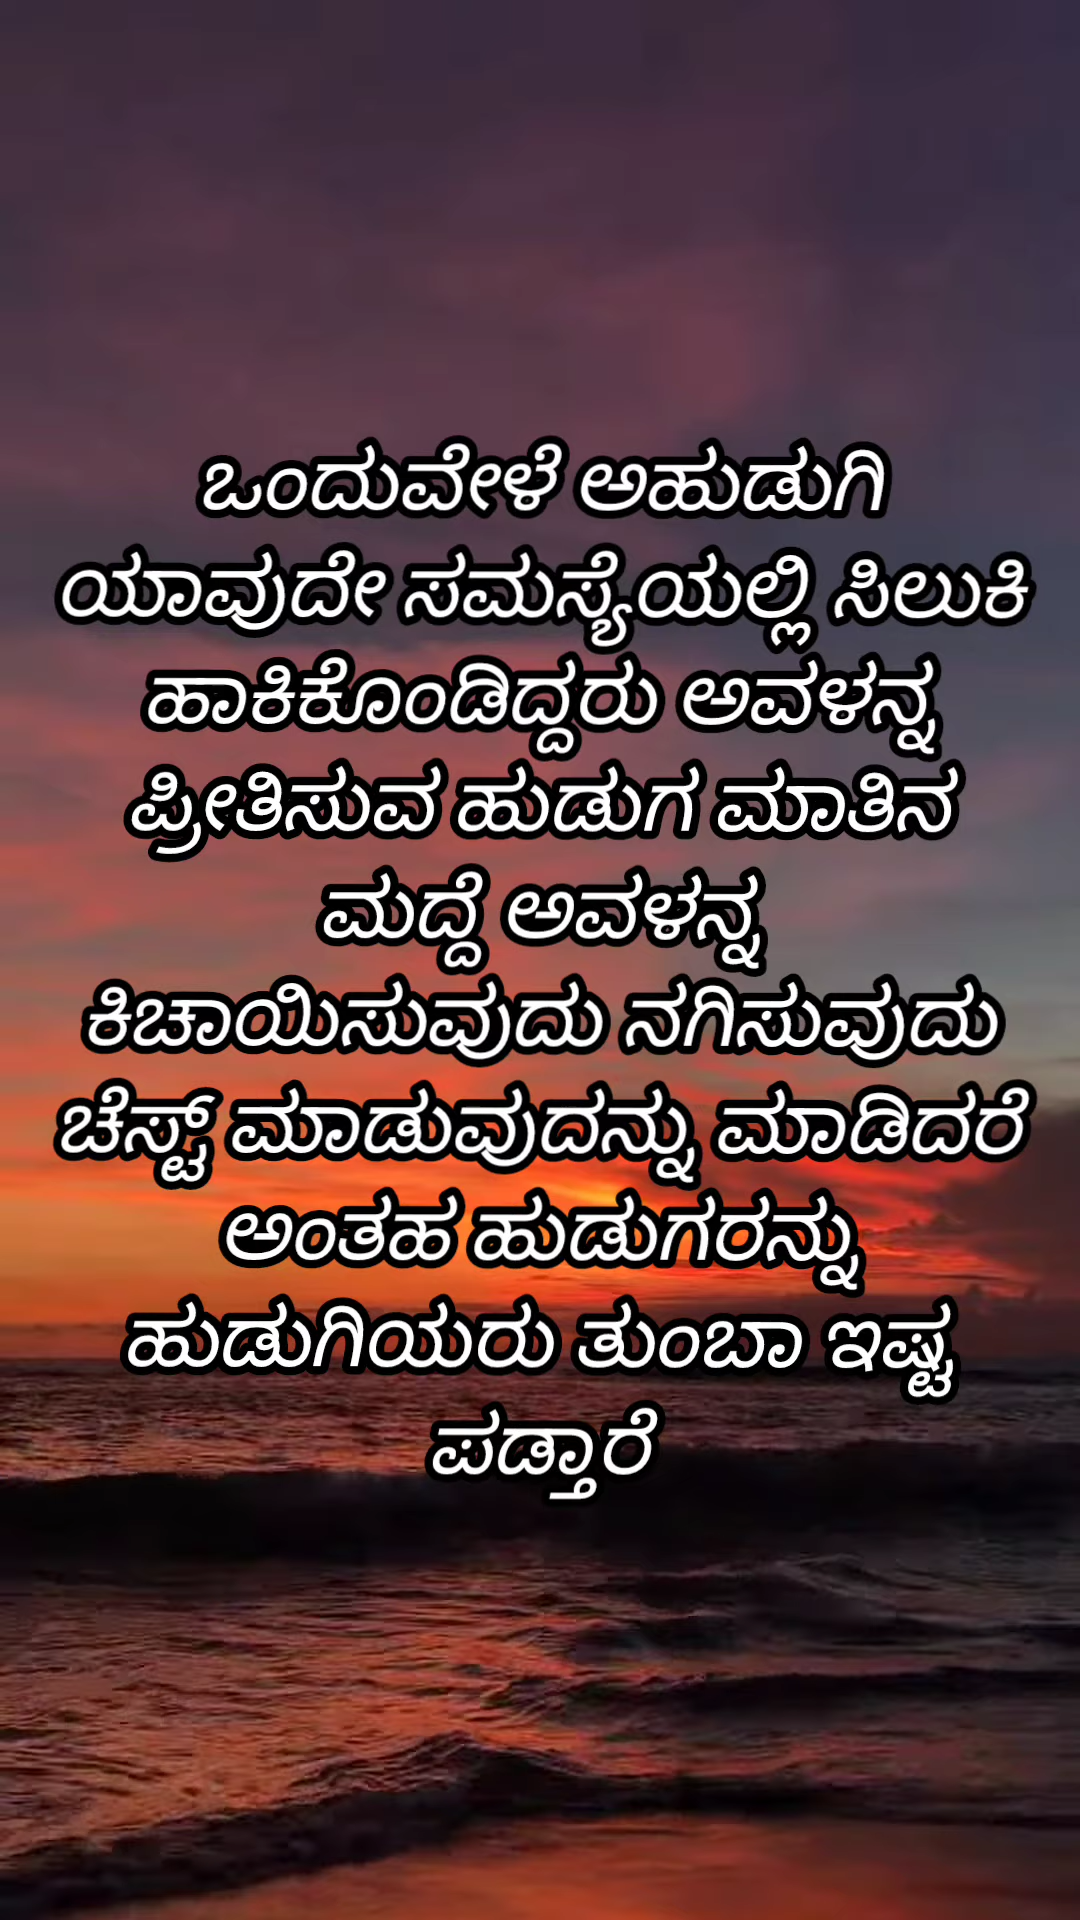 ಒಂದುವೇಳೆ ಅಹುಡುಗಿ
ಯಾವುದೇ ಸಮಸ್ಯೆಯಲ್ಲಿ ಸಿಲುಕಿ
ಹಾಕಿಕೊಂಡಿದ್ದರು ಅವಳನ್ನ
ಪ್ರೀತಿಸುವ ಹುಡುಗ ಮಾತಿನ
ಮದ್ದೆ ಅವಳನ್ನ
ಕಿಚಾಯಿಸುವುದು ನಗಿಸುವುದು
ಚೆಸ್ಟ್ ಮಾಡುವುದನ್ನು ಮಾಡಿದರೆ
ಅಂತಹ ಹುಡುಗರನ್ನು
ಹುಡುಗಿಯರು ತುಂಬಾ ಇಷ್ಟ
ಪಡ್ತಾರೆ